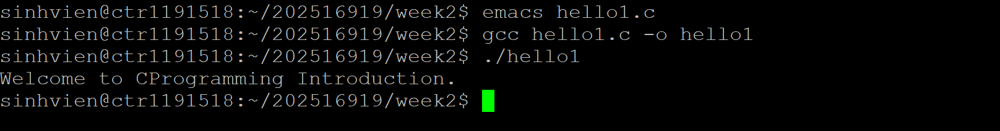 sinhvien@ctr1191518:~/202516919/week2$ emacs hello1.c
sinhvien@ctr1191518:~/202516919/week2$ gcc hello1.c -o hello1
sinhvien@ctr1191518:~/202516919/week2$ ./hello1
Welcome to CProgramming Introduction.
sinhvien@ctr1191518:~/202516919/week2$